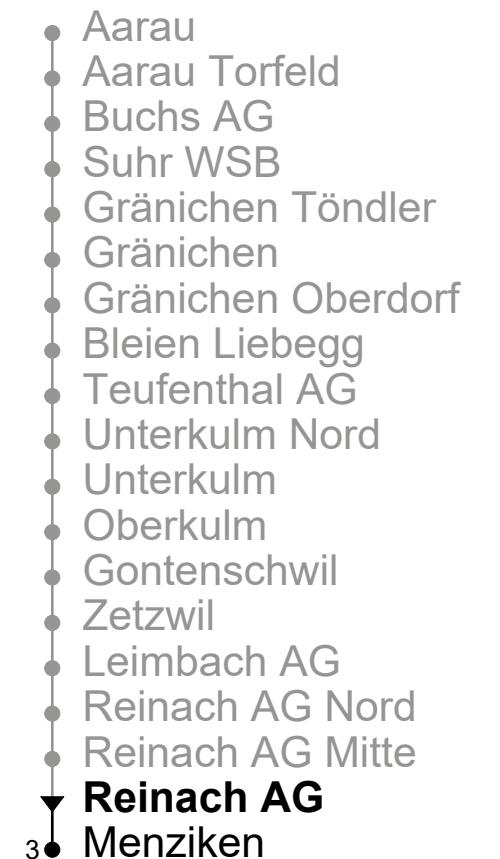 Aarau
Aarau Torfeld
Buchs AG
Suhr WSB
Gränichen Töndler
Gränichen
Gränichen Oberdorf
Bleien Liebegg
Teufenthal AG
Unterkulm Nord
Unterkulm
Oberkulm
Gontenschwil
Zetzwil
Leimbach AG
Reinach AG Nord
Reinach AG Mitte
Reinach AG
3 Menziken